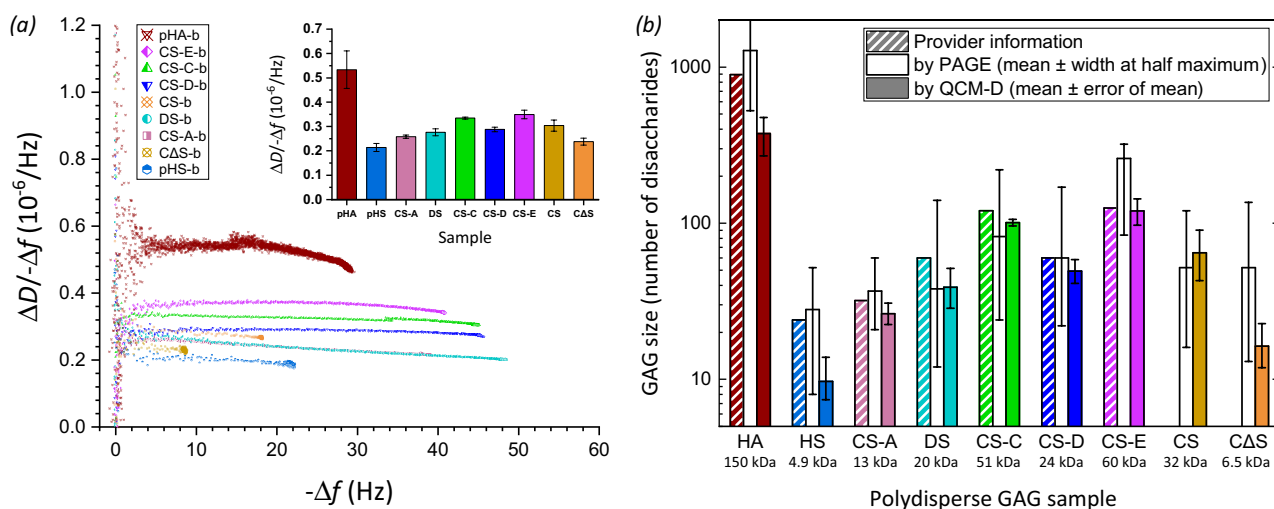 (a)
ΔD/-Δf (10⁻⁶/Hz)
1.2
1.0
0.8
0.6
0.4
0.2
0.0
0
10
20
30
40
50
60
-Δf (Hz)
pHA-b
CS-E-b
CS-C-b
CS-D-b
CS-b
DS-b
CS-A-b
CΔS-b
pHS-b
ΔD/-Δf (10⁻⁶/Hz)
0.7
0.6
0.5
0.4
0.3
0.2
0.1
0.0
pHA pHS CS-A DS CS-C CS-D CS-E CS CΔS
Sample
(b)
GAG size (number of disaccharides)
1000
100
10
Provider information
by PAGE (mean ± width at half maximum)
by QCM-D (mean ± error of mean)
HA HS CS-A DS CS-C CS-D CS-E CS CΔS
150 kDa 4.9 kDa 13 kDa 20 kDa 51 kDa 24 kDa 60 kDa 32 kDa 6.5 kDa
Polydisperse GAG sample